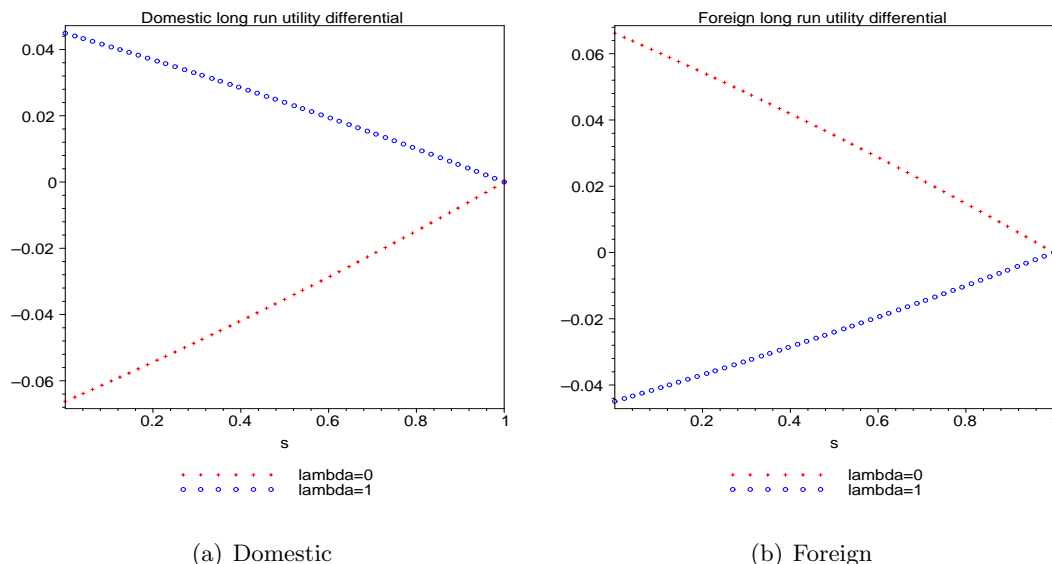 Domestic long run utility differential
0.04
0.02
0
−0.02
−0.04
−0.06
0.2 0.4 0.6 0.8 1
s
lambda=0
lambda=1
(a) Domestic
Foreign long run utility differential
0.06
0.04
0.02
0
−0.02
−0.04
0.2 0.4 0.6 0.8
s
lambda=0
lambda=1
(b) Foreign